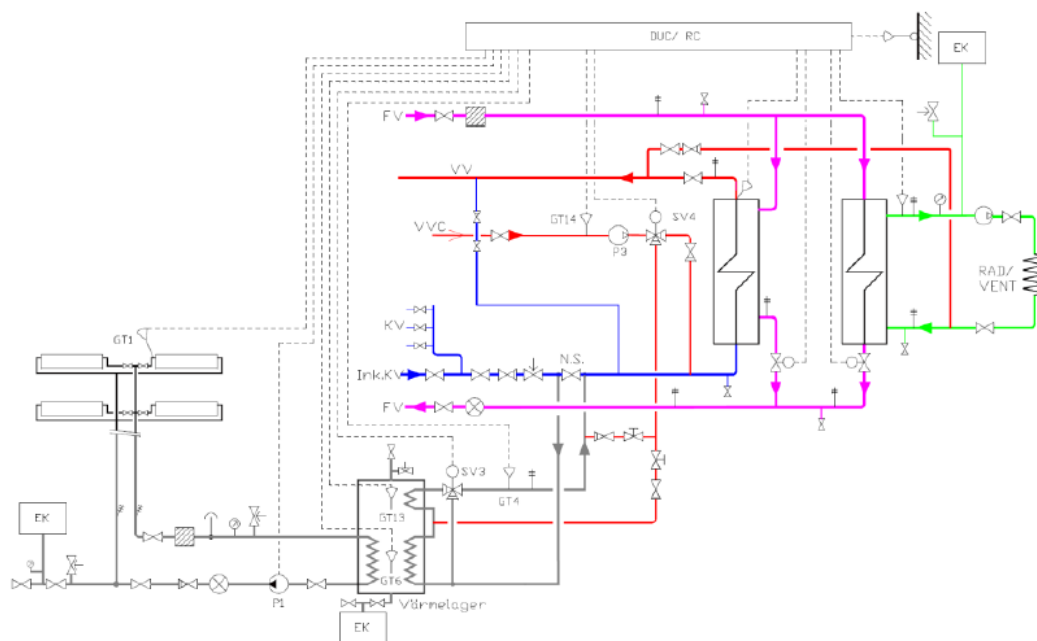 DUC/ RC
EK
FV
VV
SV4
GT14
VVC
P3
RAD/
VENT
KV
GT1
N.S.
Ink.KV
FV
SV3
GT4
GT13
EK
GT6
P1
Värmelager
EK